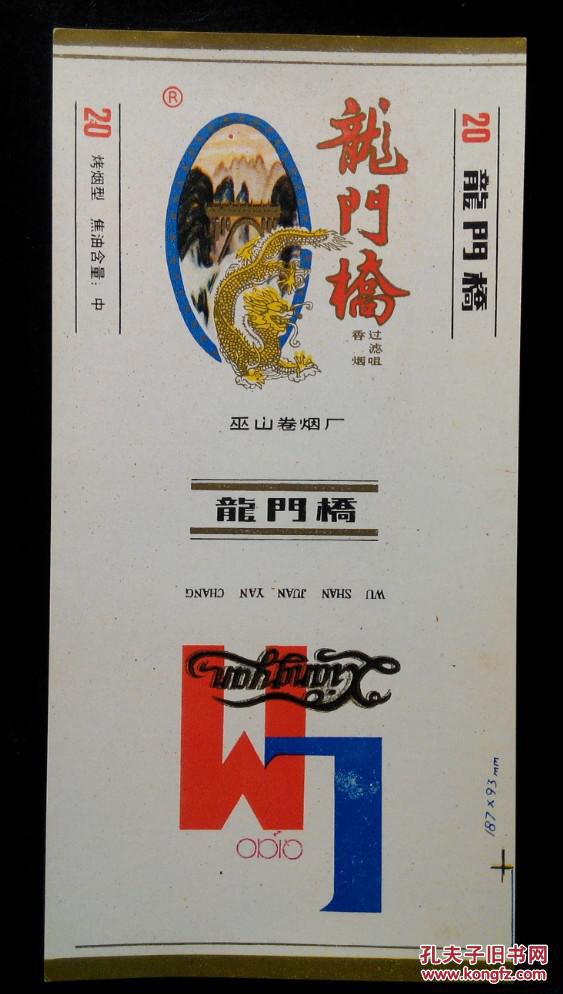 ®
龍門橋
過滤咀
香烟
巫山卷烟厂
20
烤烟型 焦油含量：中
20
龍門橋
龍門橋
WU SHAN JUAN YAN CHANG
Xiangyan
LM
qiao
187×93mm
孔夫子旧书网
www.kongfz.com